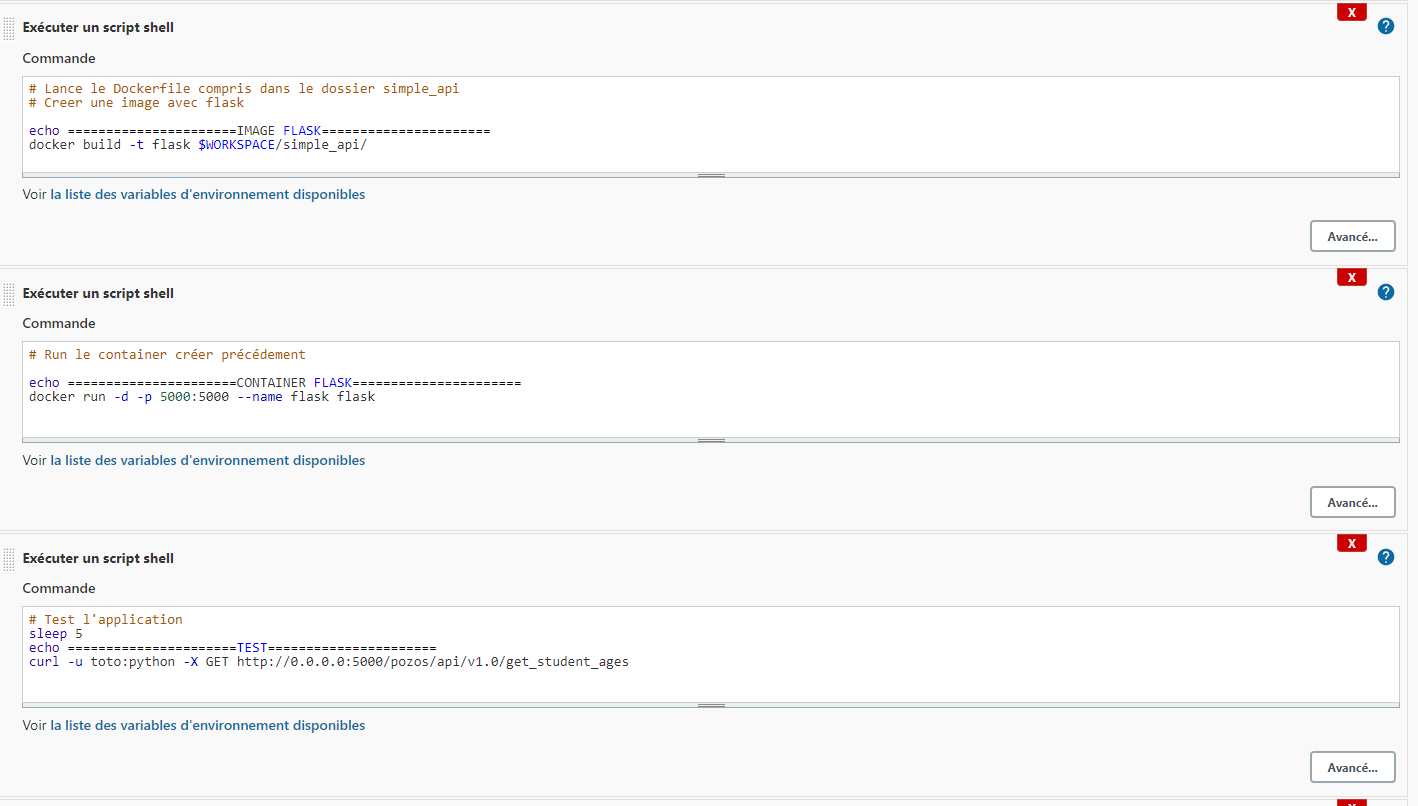 X
Exécuter un script shell
?
Commande
# Lance le Dockerfile compris dans le dossier simple_api
# Creer une image avec flask
echo ======================IMAGE FLASK======================
docker build -t flask $WORKSPACE/simple_api/
Voir la liste des variables d'environnement disponibles
Avancé...
X
Exécuter un script shell
?
Commande
# Run le container créer précédement
echo ======================CONTAINER FLASK======================
docker run -d -p 5000:5000 --name flask flask
Voir la liste des variables d'environnement disponibles
Avancé...
X
Exécuter un script shell
?
Commande
# Test l'application
sleep 5
echo ======================TEST======================
curl -u toto:python -X GET http://0.0.0.0:5000/pozos/api/v1.0/get_student_ages
Voir la liste des variables d'environnement disponibles
Avancé...
X